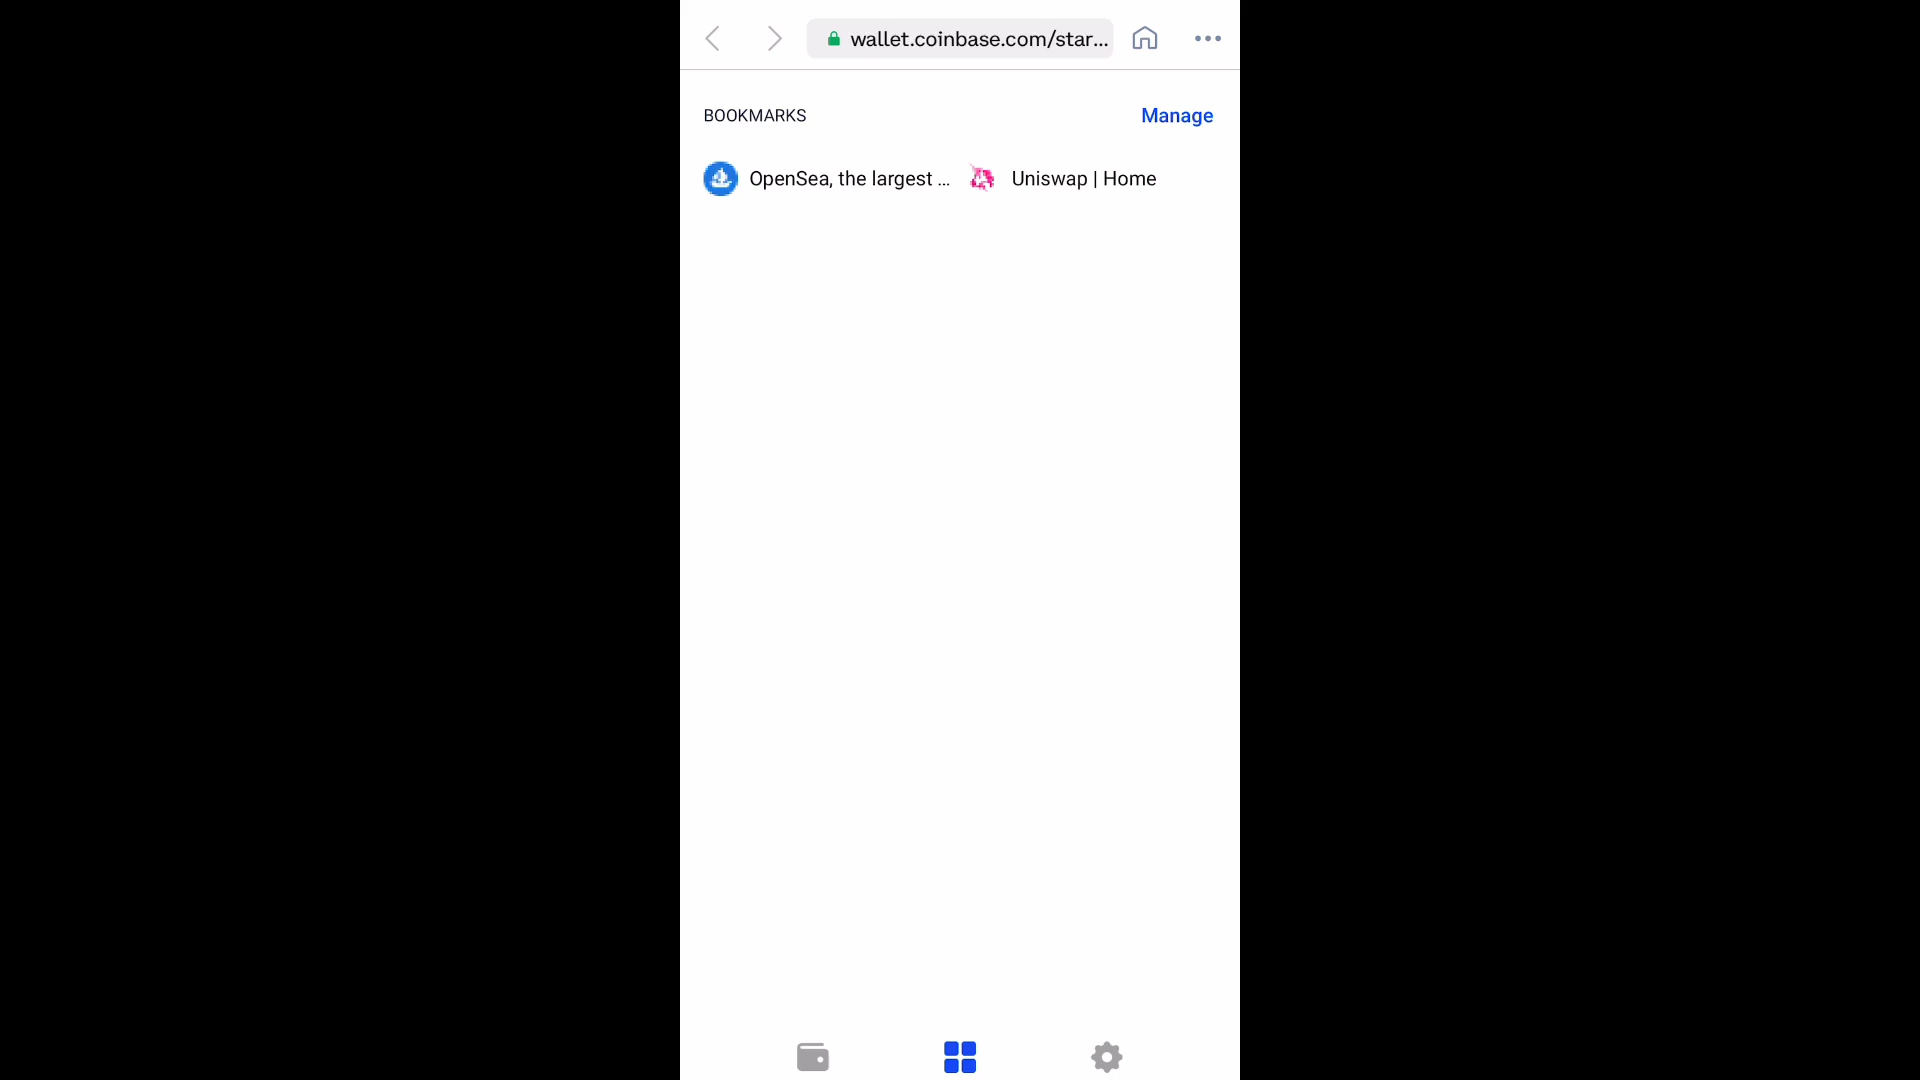 wallet.coinbase.com/star...
BOOKMARKS Manage
OpenSea, the largest ... Uniswap | Home